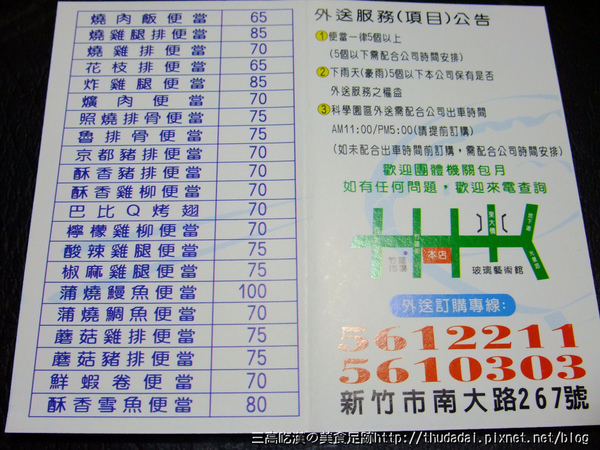 燒肉飯便當 65
燒雞腿排便當 85
燒雞排便當 70
花枝排便當 65
炸雞腿便當 85
爌肉便當 70
照燒排骨便當 75
魯排骨便當 75
京都豬排便當 70
酥香豬排便當 70
酥香雞柳便當 70
巴比Q烤翅 70
檸檬雞柳便當 70
酸辣雞腿便當 75
椒麻雞腿便當 75
蒲燒鰻魚便當 100
蒲燒鯛魚便當 70
蘑菇雞排便當 75
蘑菇豬排便當 75
鮮蝦卷便當 70
酥香雪魚便當 80
外送服務(項目)公告
①便當一律5個以上
(5個以下需配合公司時間安排)
②下雨天(豪雨)5個以下本公司保有是否
外送服務之權益
③科學園區外送需配合公司出車時間
AM11:00/PM5:00(請提前訂購)
(如未配合出車時間前訂購,需配合公司時間安排)
歡迎團體機關包月
如有任何問題,歡迎來電查詢
東大橋
本店
玻璃藝術館
外送訂購專線:
5612211
5610303
新竹市南大路267號
三高吃漢の美食足跡http://thudadai.pixnet.net/blog